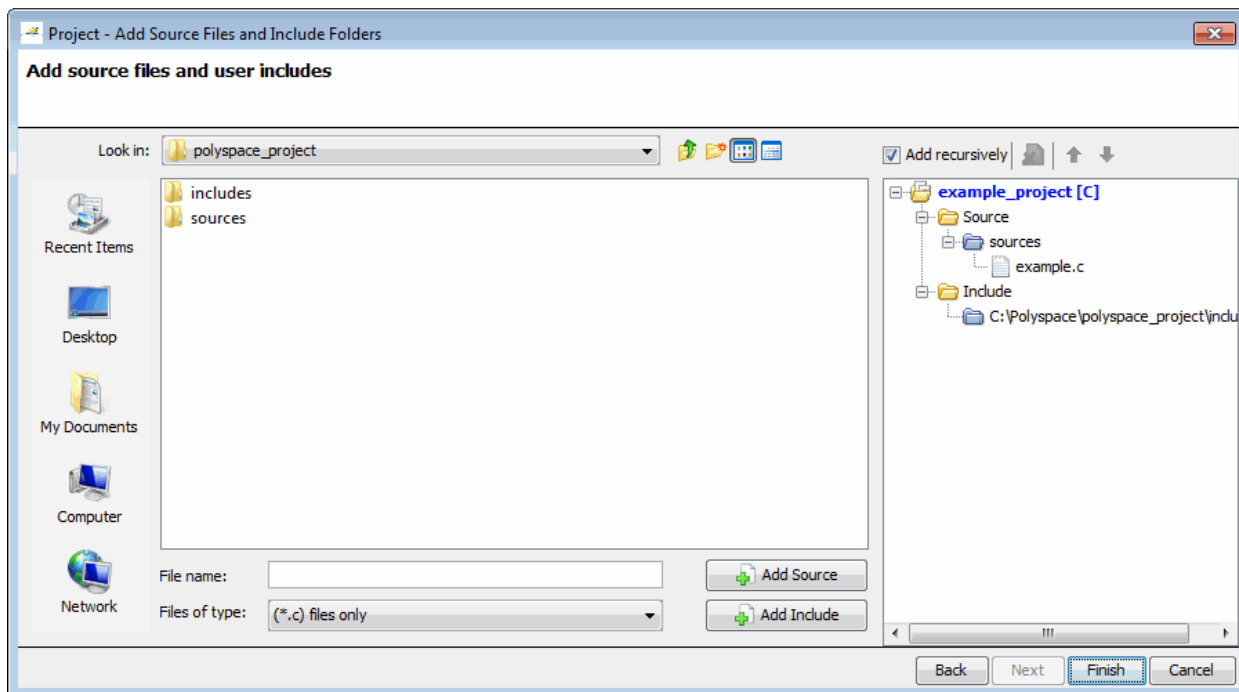 Project - Add Source Files and Include Folders
Add source files and user includes
Look in:
polyspace_project
Add recursively
includes
sources
Recent Items
Desktop
My Documents
Computer
Network
example_project [C]
Source
sources
example.c
Include
C:\Polyspace\polyspace_project\inclu
File name:
Add Source
Files of type:
(*.c) files only
Add Include
Back
Next
Finish
Cancel